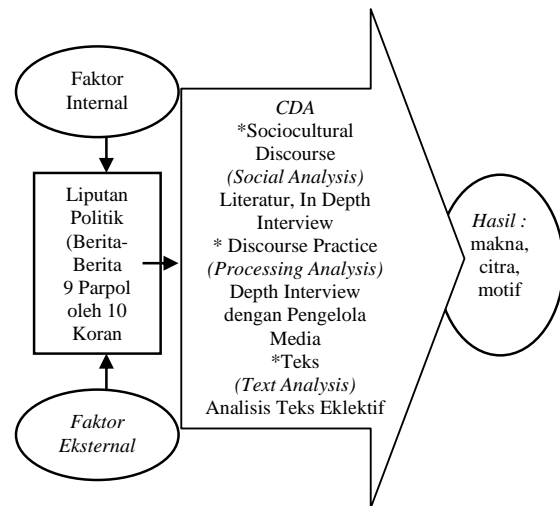 Faktor
Internal
Liputan
Politik
(Berita-
Berita
9 Parpol
oleh 10
Koran
Faktor
Eksternal
CDA
*Sociocultural
Discourse
(Social Analysis)
Literatur, In Depth
Interview
* Discourse Practice
(Processing Analysis)
Depth Interview
dengan Pengelola
Media
*Teks
(Text Analysis)
Analisis Teks Eklektif
Hasil :
makna,
citra,
motif